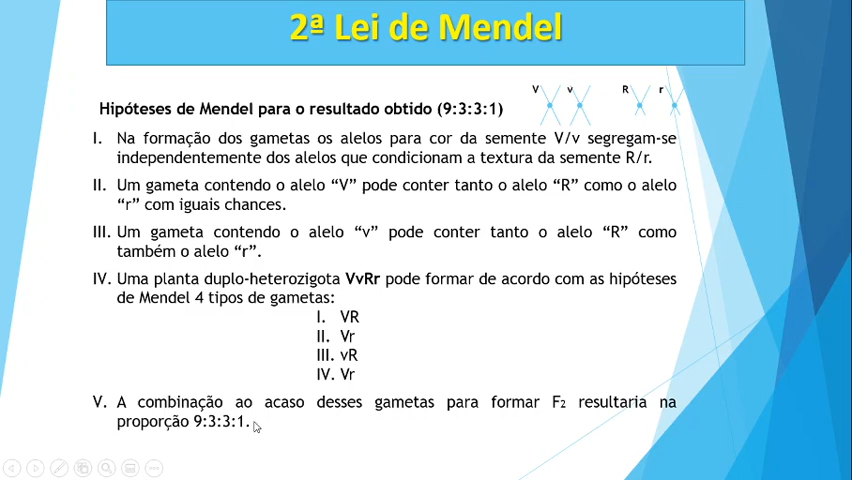 2ª Lei de Mendel
V v R r
Hipóteses de Mendel para o resultado obtido (9:3:3:1)
I. Na formação dos gametas os alelos para cor da semente V/v segregam-se
independentemente dos alelos que condicionam a textura da semente R/r.
II. Um gameta contendo o alelo “V” pode conter tanto o alelo “R” como o alelo
“r” com iguais chances.
III. Um gameta contendo o alelo “v” pode conter tanto o alelo “R” como
também o alelo “r”.
IV. Uma planta duplo-heterozigota VvRr pode formar de acordo com as hipóteses
de Mendel 4 tipos de gametas:
I. VR
II. Vr
III. vR
IV. Vr
V. A combinação ao acaso desses gametas para formar F2 resultaria na
proporção 9:3:3:1.